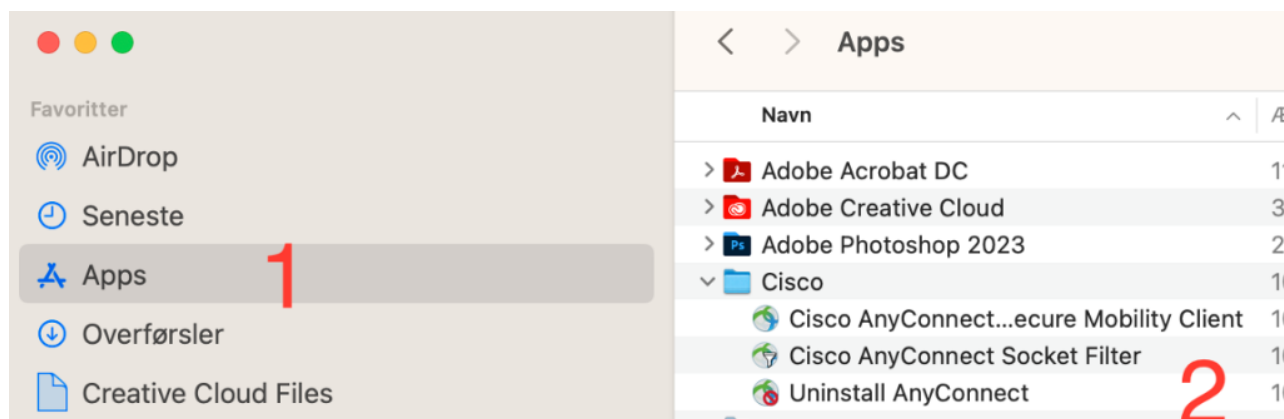 Favoritter
AirDrop
Seneste
Apps
1
Overførsler
Creative Cloud Files
Apps
Navn
Adobe Acrobat DC
Adobe Creative Cloud
Ps Adobe Photoshop 2023
Cisco
Cisco AnyConnect...ecure Mobility Client
Cisco AnyConnect Socket Filter
Uninstall AnyConnect
2